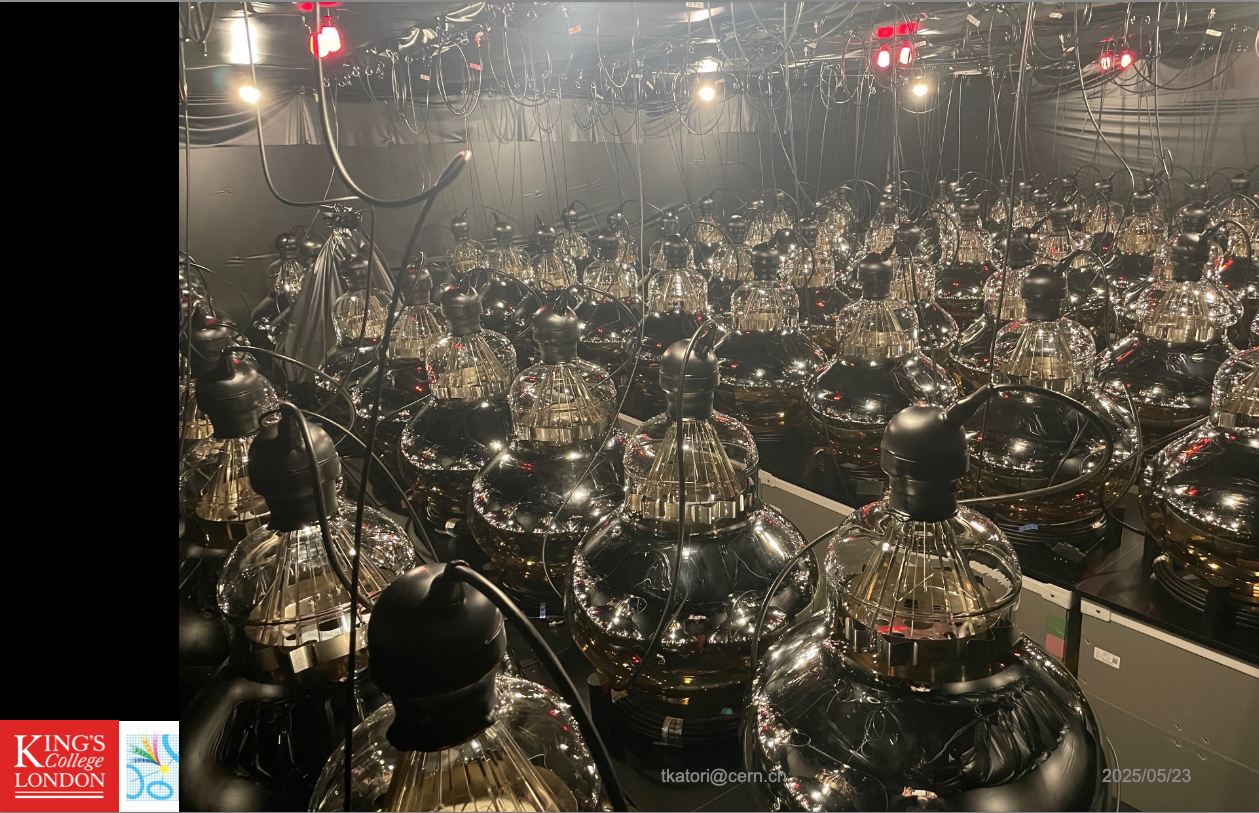 KING'S
College
LONDON
tkatori@cern.ch
2025/05/23